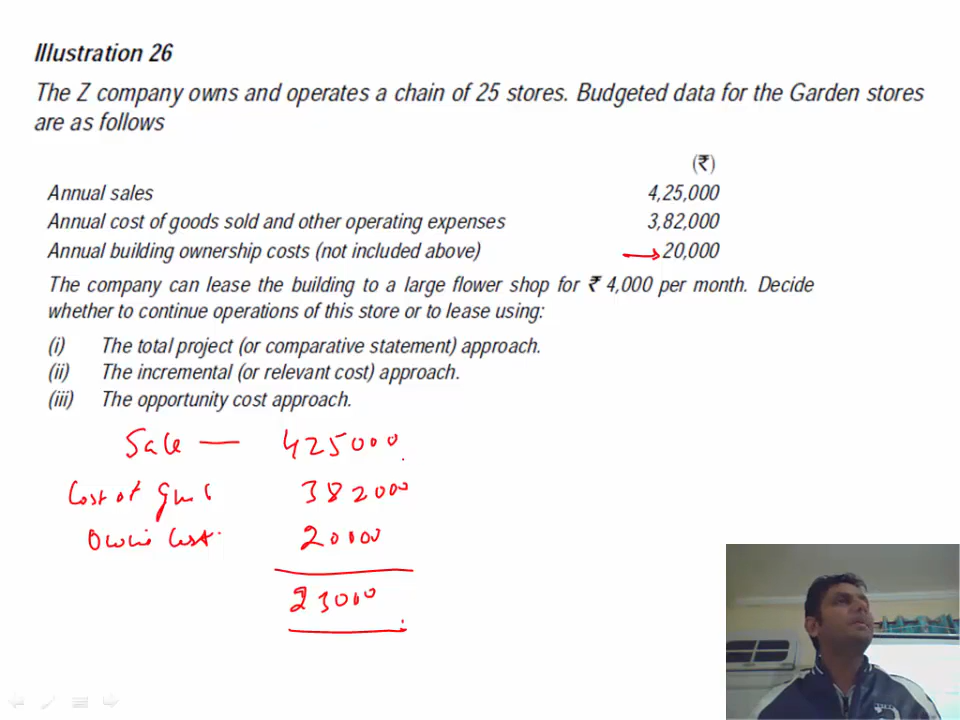 Illustration 26
The Z company owns and operates a chain of 25 stores. Budgeted data for the Garden stores
are as follows
(₹)
Annual sales 4,25,000
Annual cost of goods sold and other operating expenses 3,82,000
Annual building ownership costs (not included above) 20,000
The company can lease the building to a large flower shop for ₹ 4,000 per month. Decide
whether to continue operations of this store or to lease using:
(i) The total project (or comparative statement) approach.
(ii) The incremental (or relevant cost) approach.
(iii) The opportunity cost approach.
Sale — 425000
Cost of 382000
Cost 20000
23000